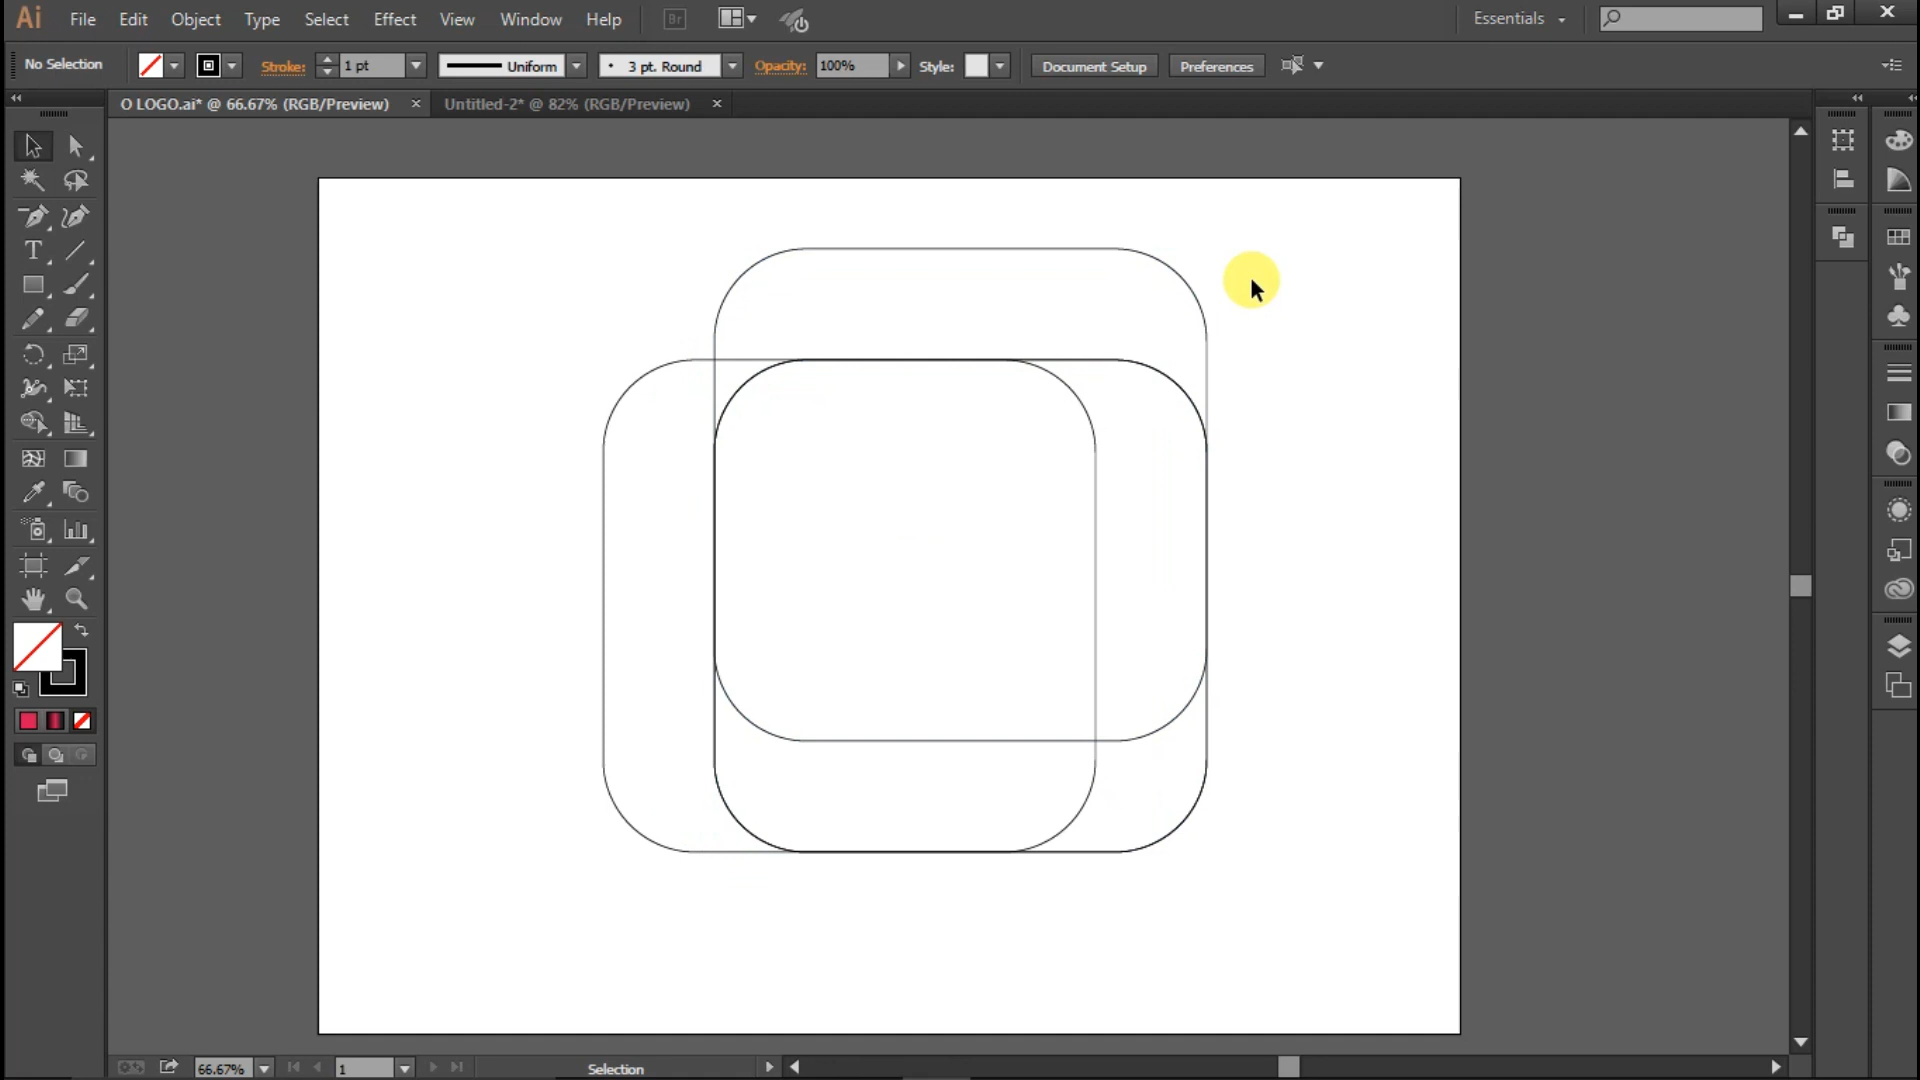 Ai File Edit Object Type Select Effect View Window Help Br Essentials
No Selection Stroke: 1 pt Uniform 3 pt. Round Opacity: 100% Style: Document Setup Preferences
O LOGO.ai* @ 66.67% (RGB/Preview) × Untitled-2* @ 82% (RGB/Preview) ×
T
66.67% 1 Selection